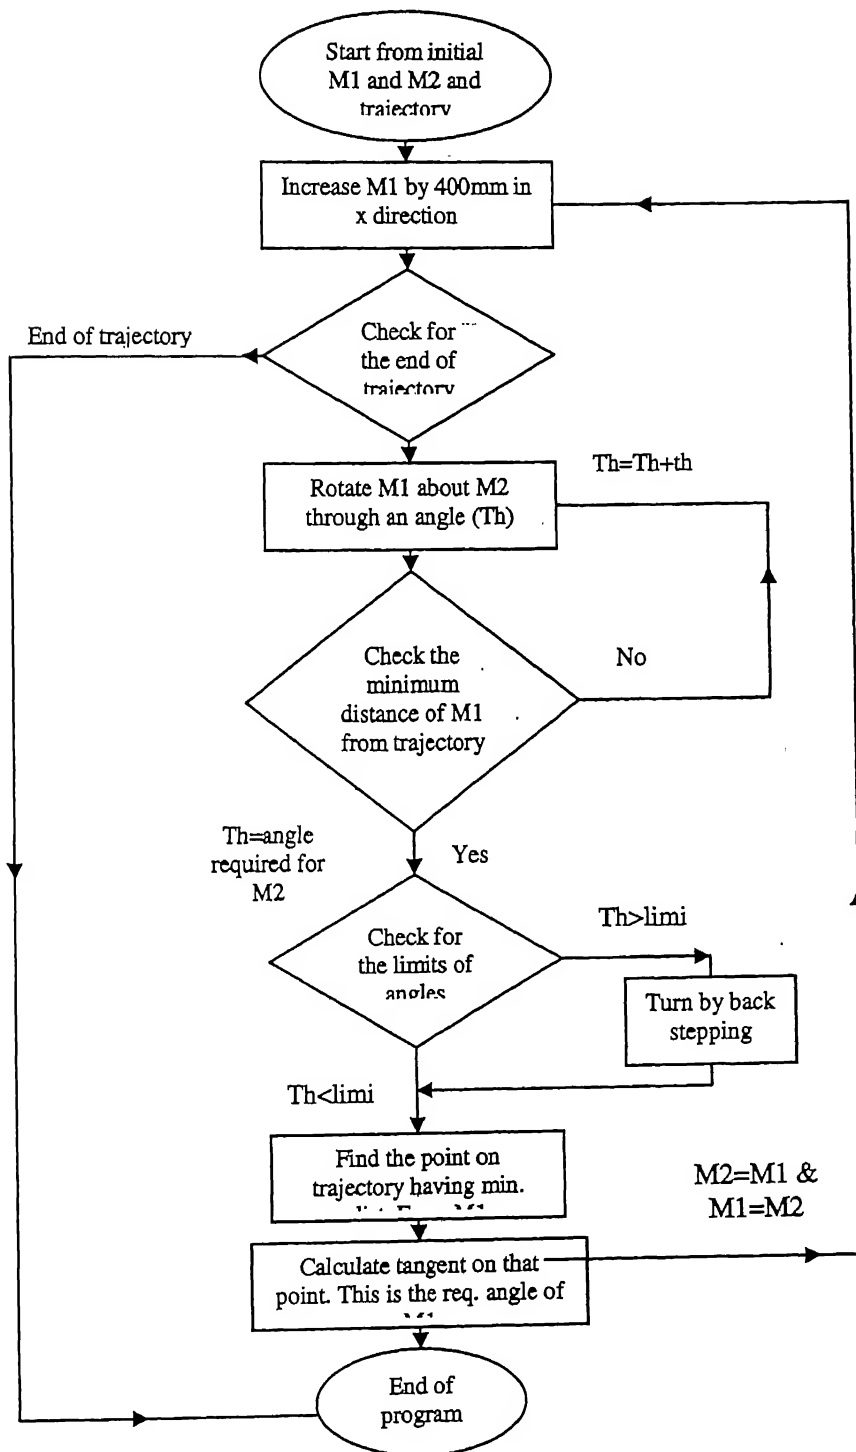 Start from initial
M1 and M2 and
trajectory
Increase M1 by 400mm in
x direction
End of trajectory
Check for
the end of
trajectory
Th=Th+th
Rotate M1 about M2
through an angle (Th)
Check the
minimum
distance of M1
from trajectory
No
Th=angle
required for
M2
Yes
Check for
the limits of
angles
Th>limi
Turn by back
stepping
Th<limi
Find the point on
trajectory having min.
M2=M1 &
M1=M2
Calculate tangent on that
point. This is the req. angle of
End of
program